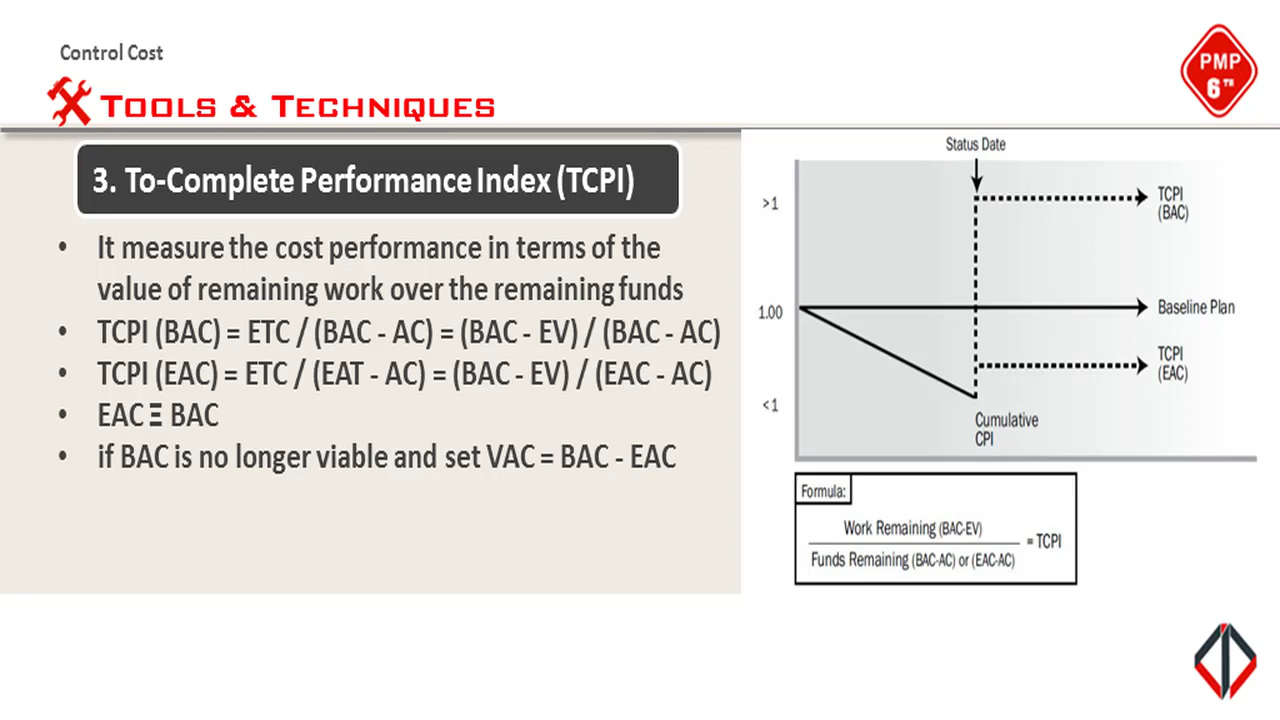 Control Cost
TOOLS & TECHNIQUES
PMP
6TH
3. To-Complete Performance Index (TCPI)
• It measure the cost performance in terms of the
value of remaining work over the remaining funds
• TCPI (BAC) = ETC / (BAC - AC) = (BAC - EV) / (BAC - AC)
• TCPI (EAC) = ETC / (EAT - AC) = (BAC - EV) / (EAC - AC)
• EAC Ξ BAC
• if BAC is no longer viable and set VAC = BAC - EAC
Status Date
>1
TCPI
(BAC)
1.00
Baseline Plan
TCPI
(EAC)
<1
Cumulative
CPI
Formula:
Work Remaining (BAC-EV)
= TCPI
Funds Remaining (BAC-AC) or (EAC-AC)